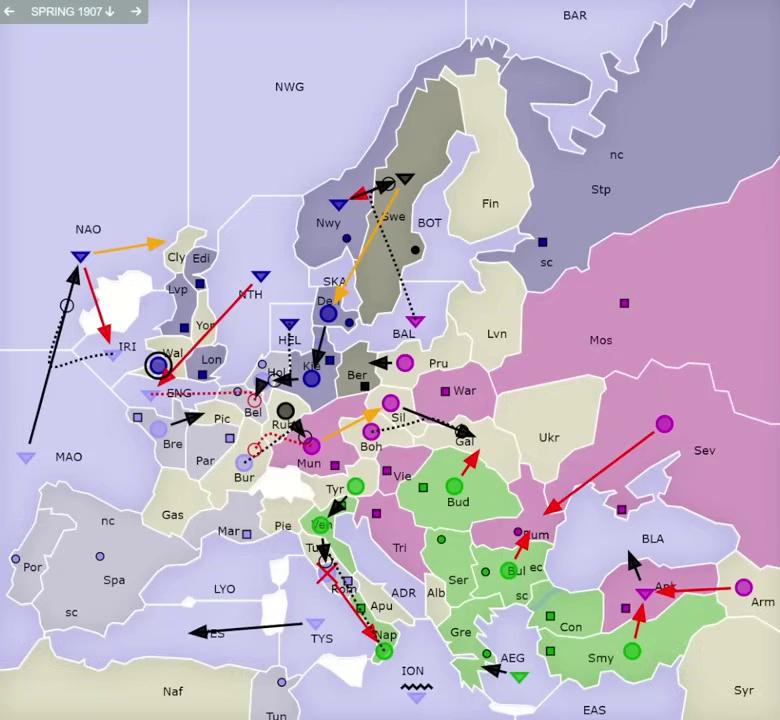 ← SPRING 1907↓ →
BAR
NWG
nc
Stp
Fin
Nwy
Swe
BOT
NAO
Cly
Edi
SKA
sc
NTH
Lvp
Yor
HEL
BAL
Lvn
Mos
IRI
Wal
Lon
Kie
Hol
Ber
Pru
War
ENG
Bel
Sil
Pic
Ruh
Gal
Ukr
Bre
Par
Mun
Boh
Sev
MAO
Bur
Tyr
Vie
Bud
nc
Gas
Pie
Ven
Tri
Rum
Mar
BLA
Por
Spa
Rom
ADR
Ser
Bul
ec
sc
Ank
Arm
LYO
Apu
Alb
sc
Nap
Con
TYS
Gre
Smy
AEG
ION
Naf
Tun
EAS
Syr